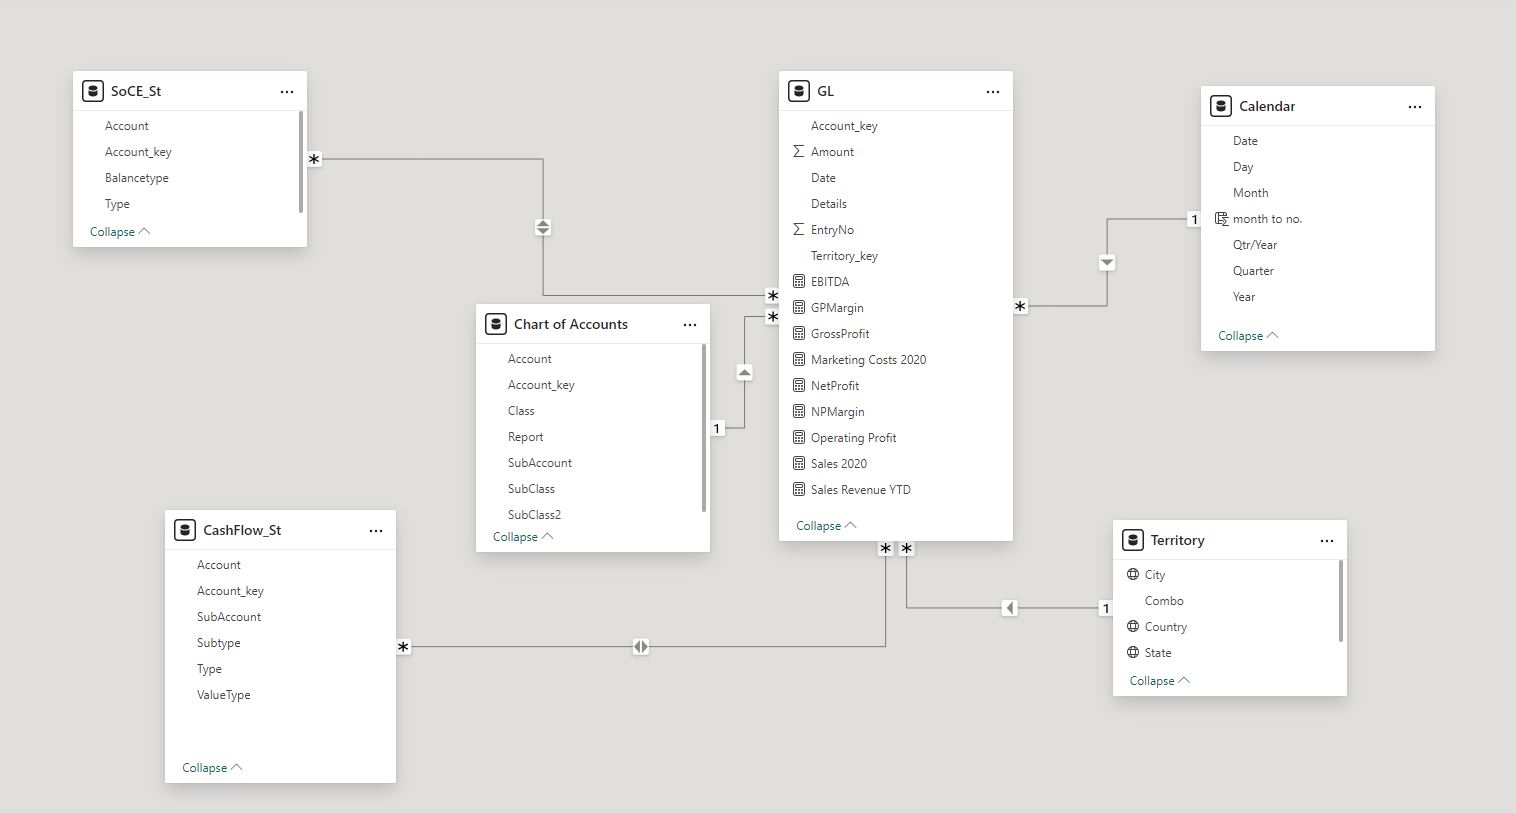 SoCE_St
Account
Account_key
Balancetype
Type
Collapse
GL
Account_key
Amount
Date
Details
EntryNo
Territory_key
EBITDA
GPMargin
GrossProfit
Marketing Costs 2020
NetProfit
NPMargin
Operating Profit
Sales 2020
Sales Revenue YTD
Collapse
Calendar
Date
Day
Month
month to no.
Qtr/Year
Quarter
Year
Collapse
Chart of Accounts
Account
Account_key
Class
Report
SubAccount
SubClass
SubClass2
Collapse
CashFlow_St
Account
Account_key
SubAccount
Subtype
Type
ValueType
Collapse
Territory
City
Combo
Country
State
Collapse
*
*
*
1
*
1
*
*
*
1